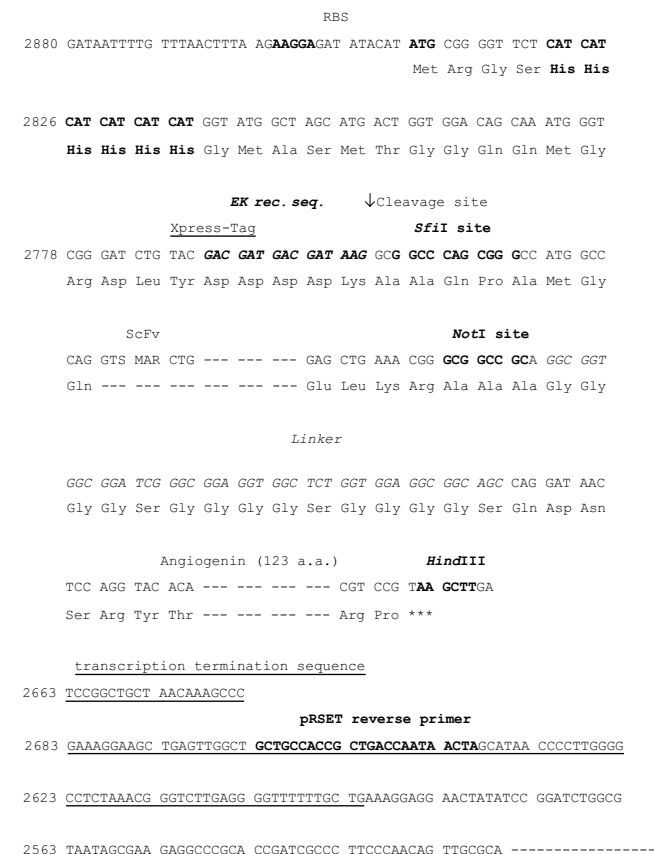 RBS
2880 GATAATTTTG TTTAACTTTA AGAAGGAGAT ATACAT ATG CGG GGT TCT CAT CAT
Met Arg Gly Ser His His
2826 CAT CAT CAT CAT GGT ATG GCT AGC ATG ACT GGT GGA CAG CAA ATG GGT
His His His His Gly Met Ala Ser Met Thr Gly Gly Gln Gln Met Gly
EK rec. seq. ↓Cleavage site
Xpress-Tag SfiI site
2778 CGG GAT CTG TAC GAC GAT GAC GAT AAG GCG GCC CAG CGG GCC ATG GCC
Arg Asp Leu Tyr Asp Asp Asp Asp Lys Ala Ala Gln Pro Ala Met Gly
ScFv NotI site
CAG GTS MAR CTG --- --- --- GAG CTG AAA CGG GCG GCC GCA GGC GGT
Gln --- --- --- --- --- --- Glu Leu Lys Arg Ala Ala Ala Gly Gly
Linker
GGC GGA TCG GGC GGA GGT GGC TCT GGT GGA GGC GGC AGC CAG GAT AAC
Gly Gly Ser Gly Gly Gly Gly Ser Gly Gly Gly Gly Ser Gln Asp Asn
Angiogenin (123 a.a.) HindIII
TCC AGG TAC ACA --- --- --- --- CGT CCG TAA GCTTGA
Ser Arg Tyr Thr --- --- --- --- Arg Pro ***
transcription termination sequence
2663 TCCGGCTGCT AACAAAGCCC
pRSET reverse primer
2683 GAAAGGAAGC TGAGTTGGCT GCTGCCACCG CTGACCAATA ACTAGCATAA CCCCTTGGGG
2623 CCTCTAAACG GGTCTTGAGG GGTTTTTTGC TGAAAGGAGG AACTATATCC GGATCTGGCG
2563 TAATAGCGAA GAGGCCCGCA CCGATCGCCC TTCCCAACAG TTGCGCA -----------------